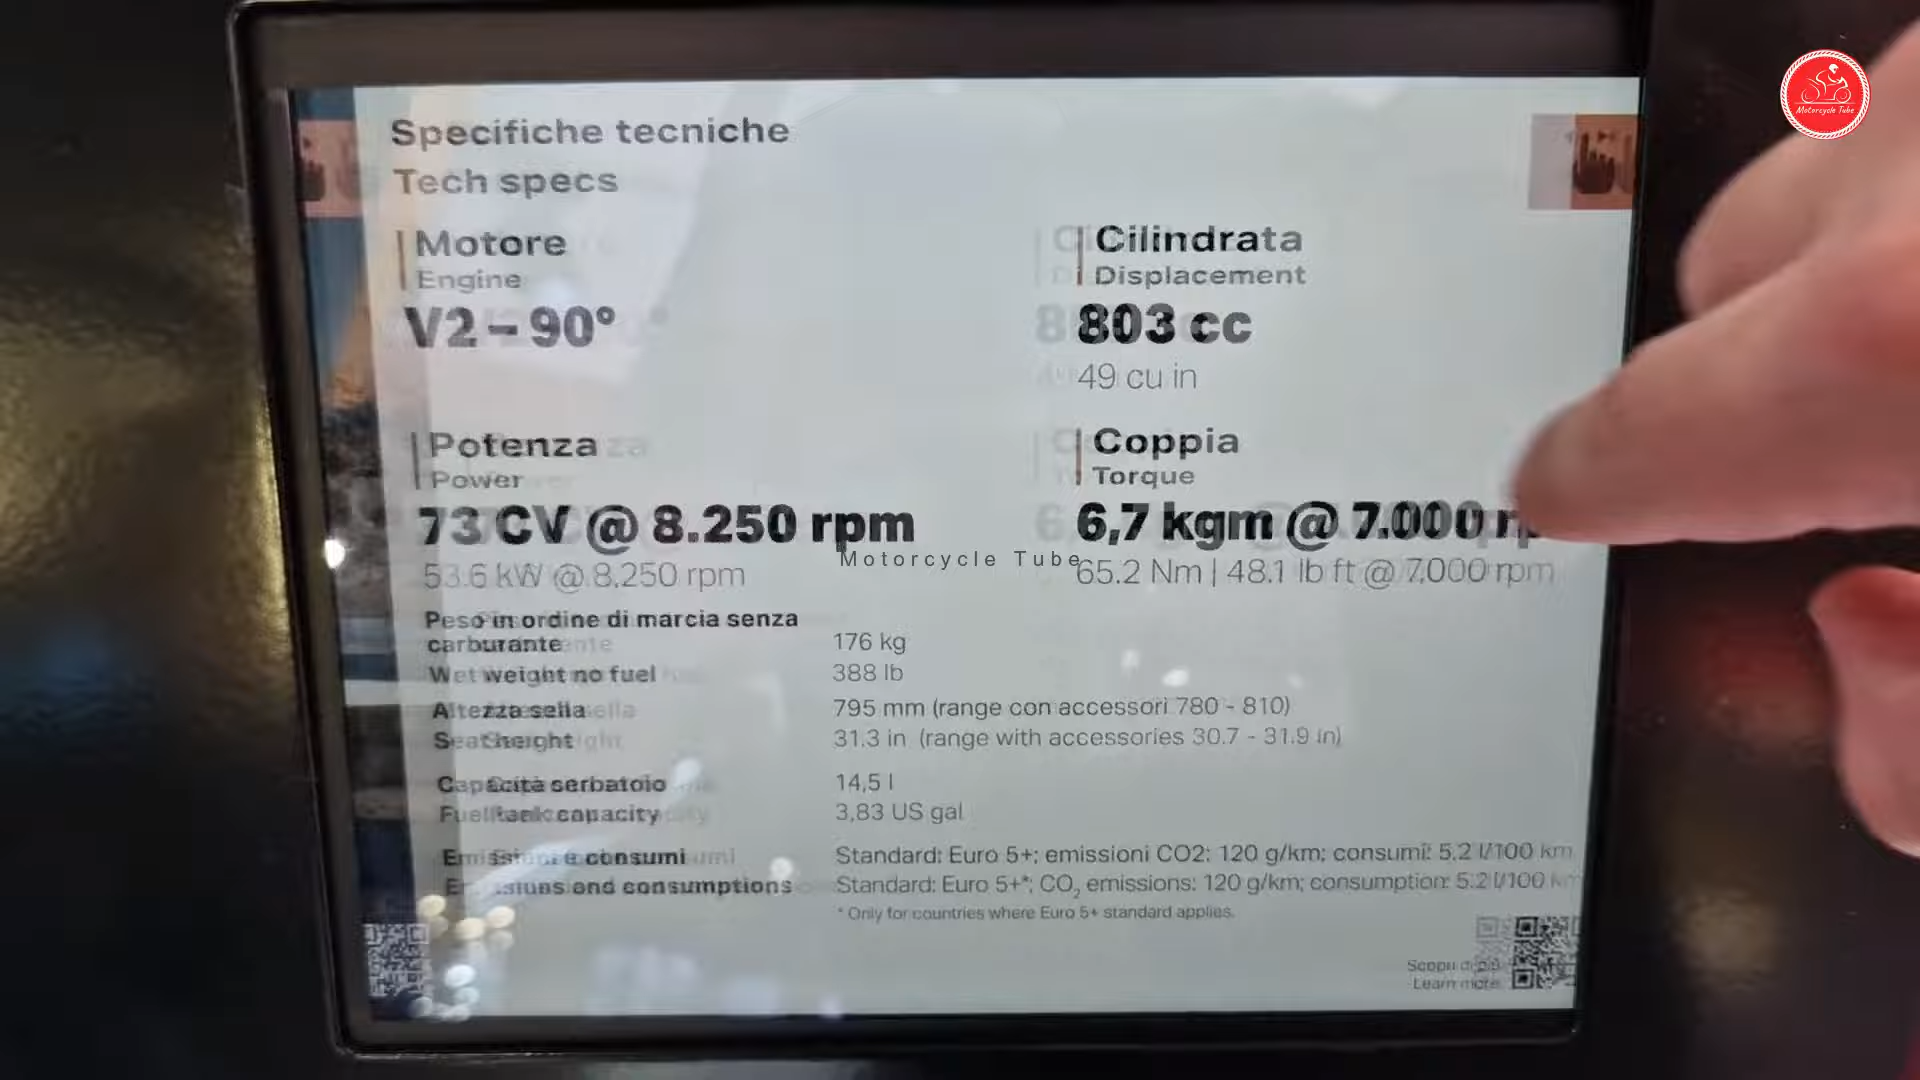 Motorcycle Tube
Specifiche tecniche
Tech specs
Motore
Engine
V2 – 90°
Cilindrata
Displacement
803 cc
49 cu in
Potenza
Power
73 CV @ 8.250 rpm
53.6 kW @ 8.250 rpm
Coppia
Torque
6,7 kgm @ 7.000 rp
65.2 Nm | 48.1 lb ft @ 7.000 rpm
Motorcycle Tube
Peso in ordine di marcia senza
carburante
176 kg
Wet weight no fuel
388 lb
Altezza sella
795 mm (range con accessori 780 - 810)
Seat height
31.3 in (range with accessories 30.7 - 31.9 in)
Capacità serbatoio
14,5 l
Fuel tank capacity
3,83 US gal
Emissioni e consumi
Standard: Euro 5+; emissioni CO2: 120 g/km; consumi: 5.2 l/100 km
Emissions and consumptions
Standard: Euro 5+*; CO₂ emissions: 120 g/km; consumption: 5.2 l/100 km
* Only for countries where Euro 5+ standard applies.
Scopri di più
Learn more